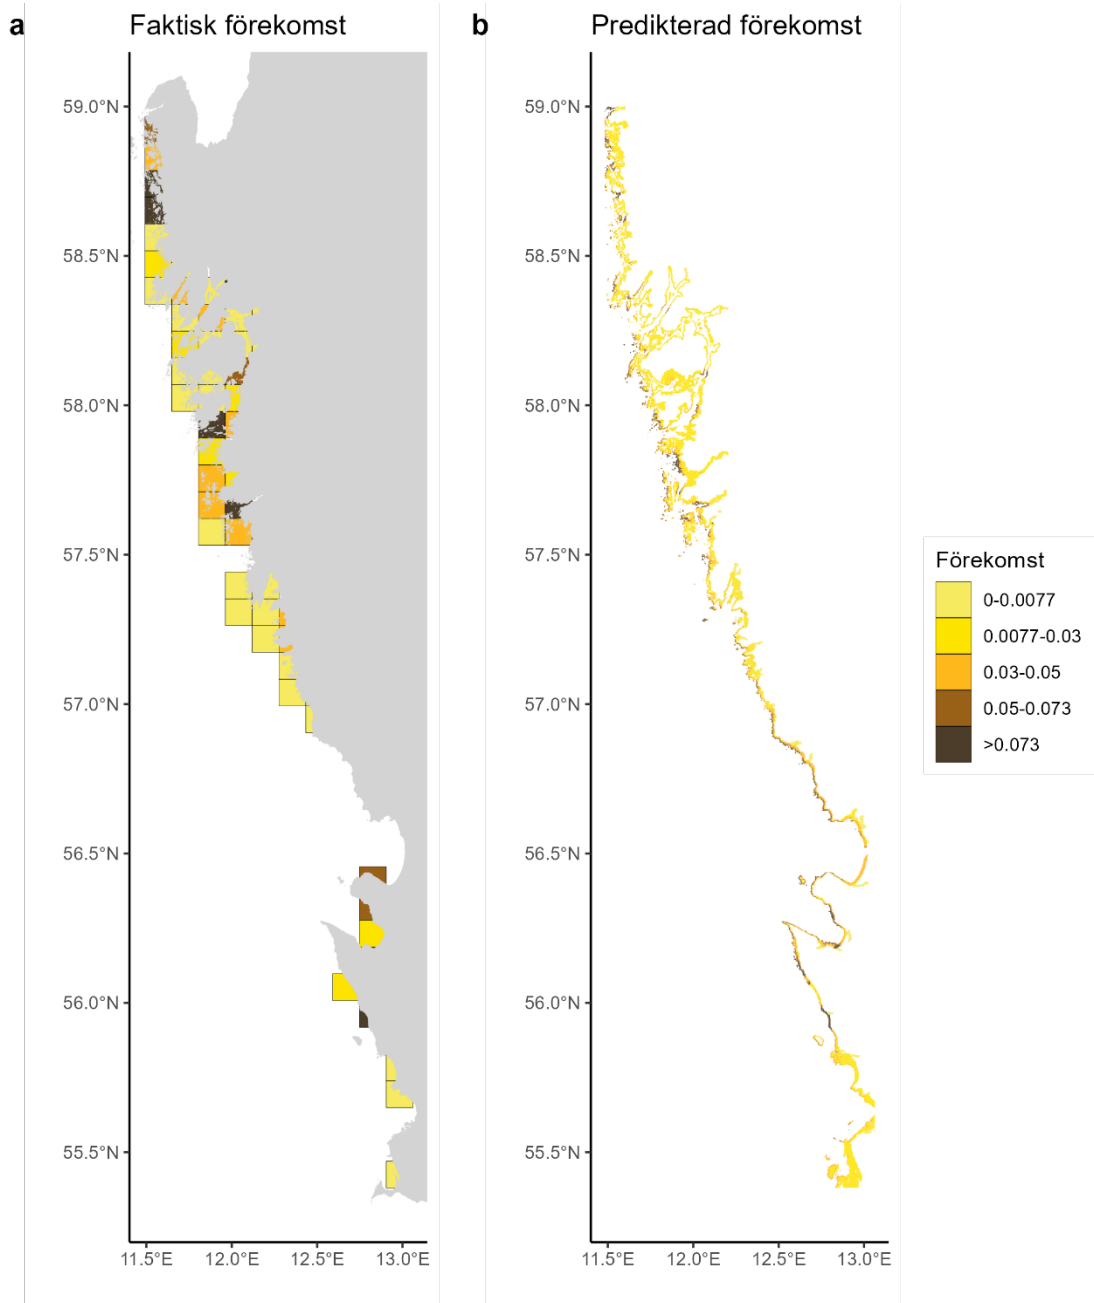 a
Faktisk förekomst
59.0°N
58.5°N
58.0°N
57.5°N
57.0°N
56.5°N
56.0°N
55.5°N
11.5°E 12.0°E 12.5°E 13.0°E
b
Predikterad förekomst
59.0°N
58.5°N
58.0°N
57.5°N
57.0°N
56.5°N
56.0°N
55.5°N
11.5°E 12.0°E 12.5°E 13.0°E
Förekomst
0-0.0077
0.0077-0.03
0.03-0.05
0.05-0.073
>0.073